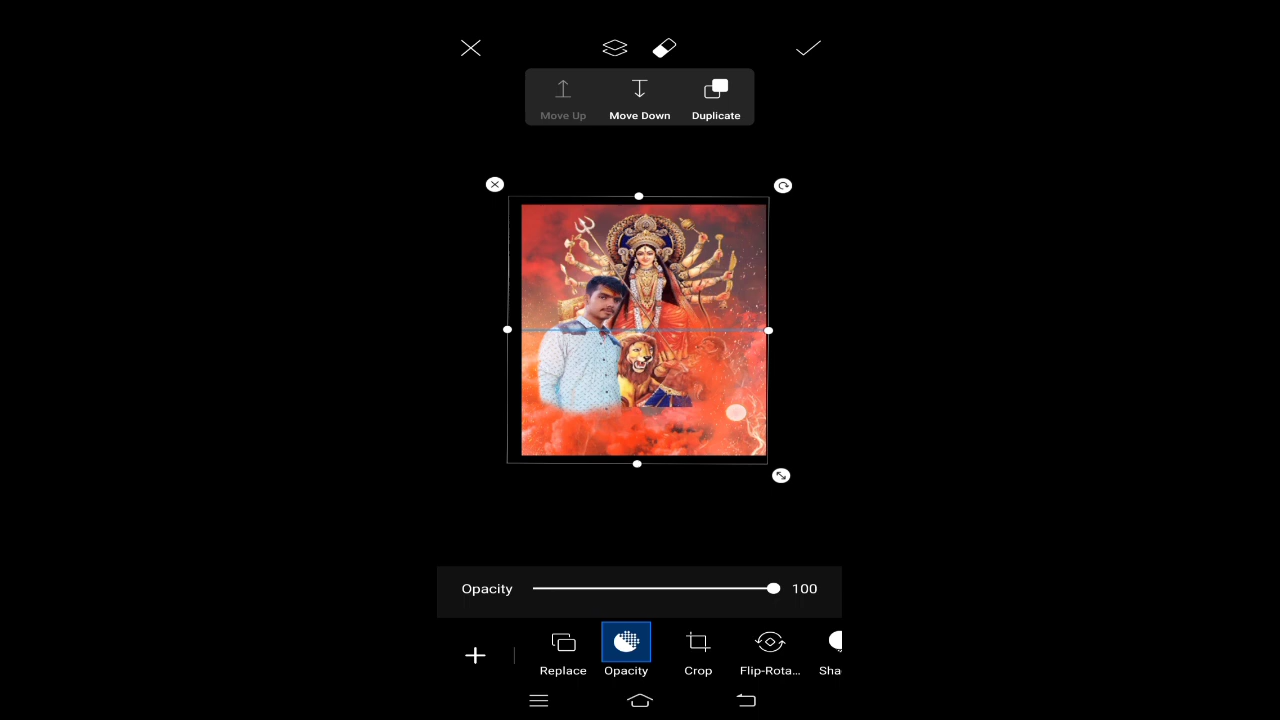 Move Up Move Down Duplicate
Opacity 100
Replace Opacity Crop Flip-Rota... Sha